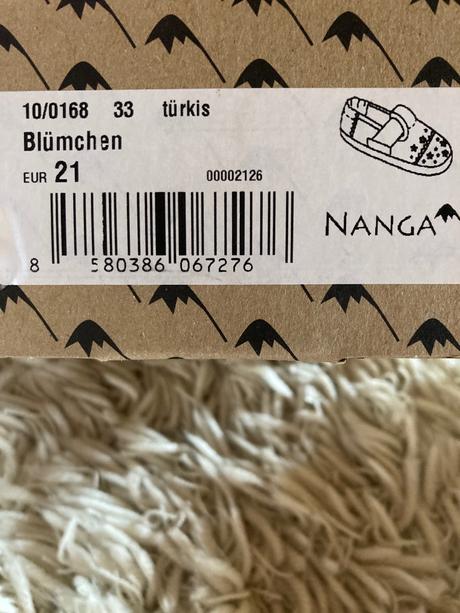 10/0168 33 türkis
Blümchen
EUR 21
00002126
8 580386 067276
NANGA